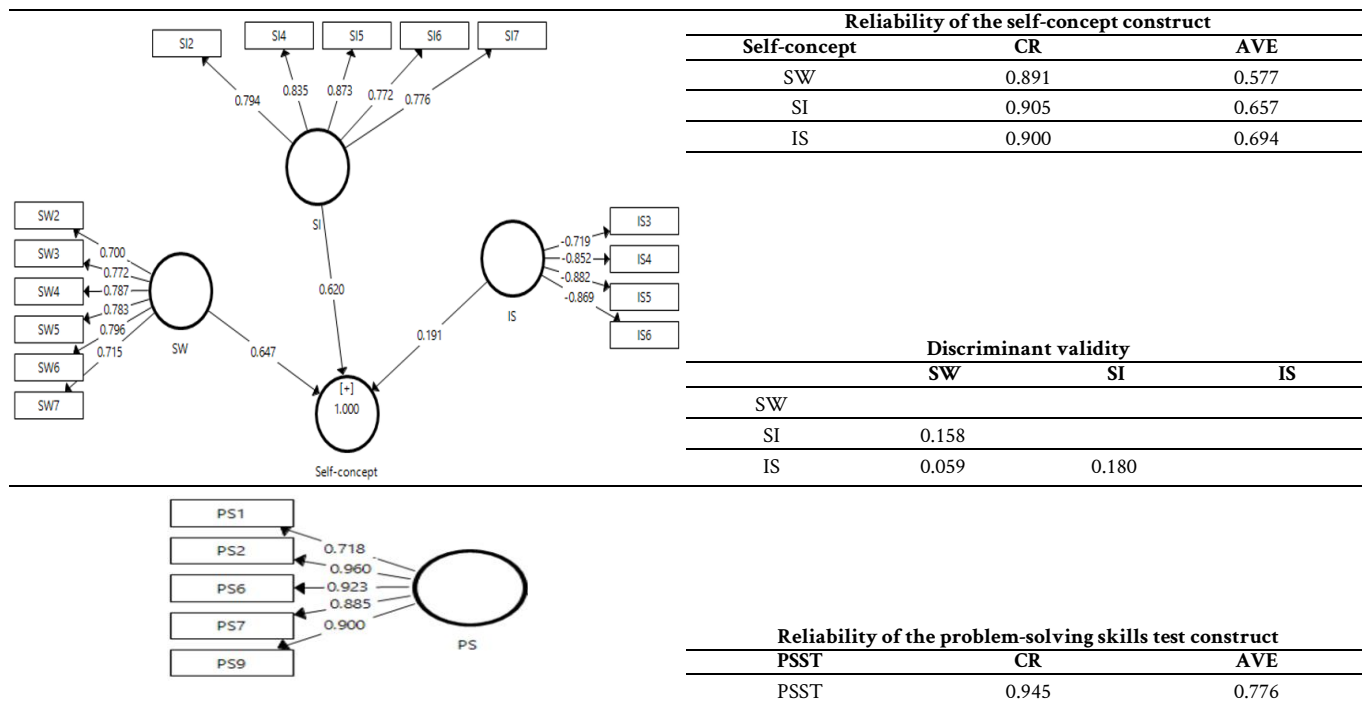 SI2 SI4 SI5 SI6 SI7
0.794 0.835 0.873 0.772 0.776
SI
SW2
SW3
SW4
SW5
SW6
SW7
0.700
0.772
0.787
0.783
0.796
0.715
SW
IS3
IS4
IS5
IS6
-0.719
-0.852
-0.882
-0.869
IS
0.647 0.620 0.191
[+]
1.000
Self-concept
Reliability of the self-concept construct
Self-concept CR AVE
SW 0.891 0.577
SI 0.905 0.657
IS 0.900 0.694
Discriminant validity
SW SI IS
SW
SI 0.158
IS 0.059 0.180
PS1
PS2
PS6
PS7
PS9
0.718
0.960
0.923
0.885
0.900
PS
Reliability of the problem-solving skills test construct
PSST CR AVE
PSST 0.945 0.776